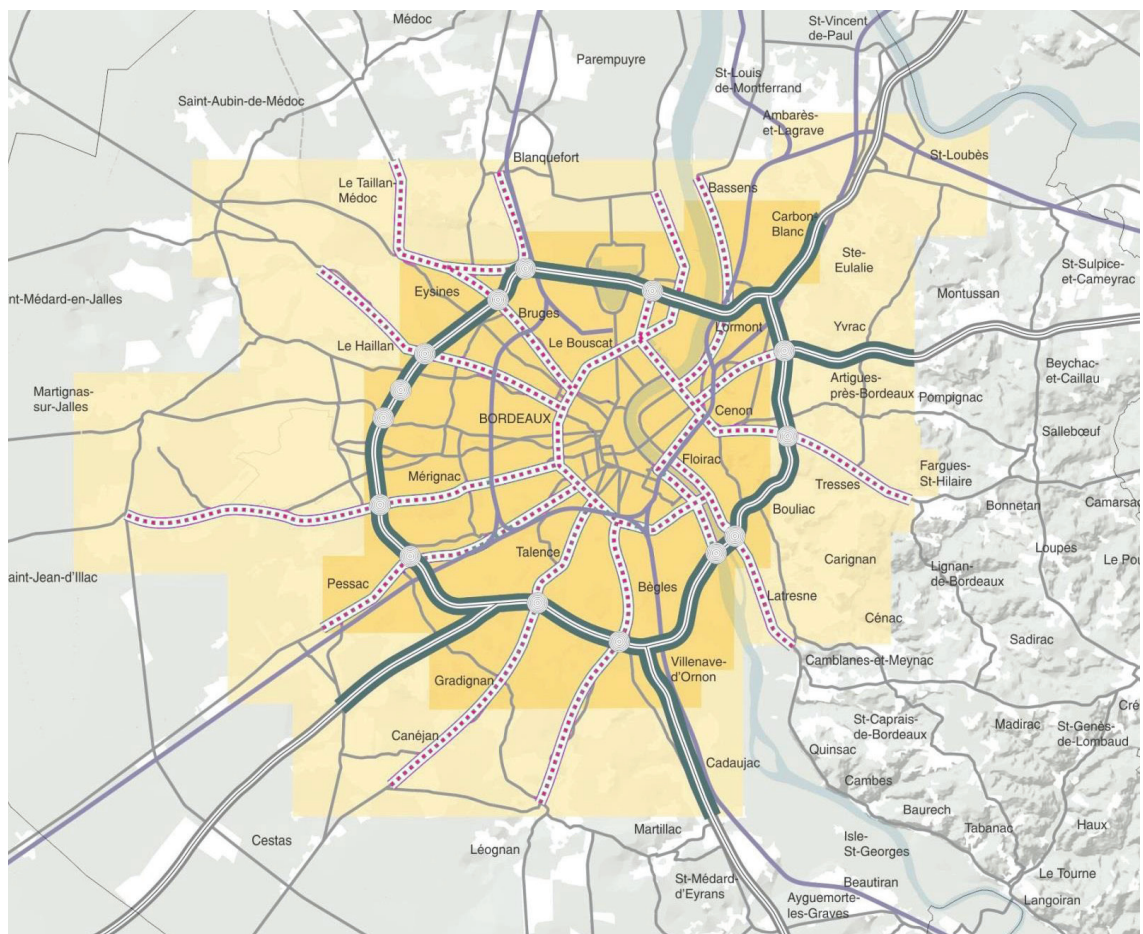 Médoc
St-Vincent
de-Paul
Parempuyre
St-Louis
de-Montferrand
Saint-Aubin-de-Médoc
Ambarès-
et-Lagrave
Blanquefort
St-Loubès
Le Taillan-
Médoc
Bassens
Carbon-
Blanc
Ste-
Eulalie
St-Sulpice-
et-Cameyrac
Eysines
Montussan
nt-Médard-en-Jalles
Bruges
Lormont
Yvrac
Le Haillan
Le Bouscat
Beychac-
et-Caillau
Martignas-
sur-Jalles
Artigues-
près-Bordeaux
Pompignac
BORDEAUX
Cenon
Sallebœuf
Floirac
Mérignac
Tresses
Fargues-
St-Hilaire
Bonnetan
Camarsac
Bouliac
Talence
Carignan
Loupes
Le Pou
aint-Jean-d'Illac
Pessac
Bègles
Lignan-
de-Bordeaux
Latresne
Cénac
Sadirac
Villenave-
d'Ornon
Camblanes-et-Meynac
Gradignan
Cré
St-Caprais-
de-Bordeaux
Madirac
St-Genès-
de-Lombaud
Canéjan
Quinsac
Cadaujac
Cambes
Baurech
Cestas
Martillac
Tabanac
Haux
Léognan
Isle-
St-Georges
St-Médard-
d'Eyrans
Beautiran
Le Tourne
Ayguemorte-
les-Graves
Langoiran